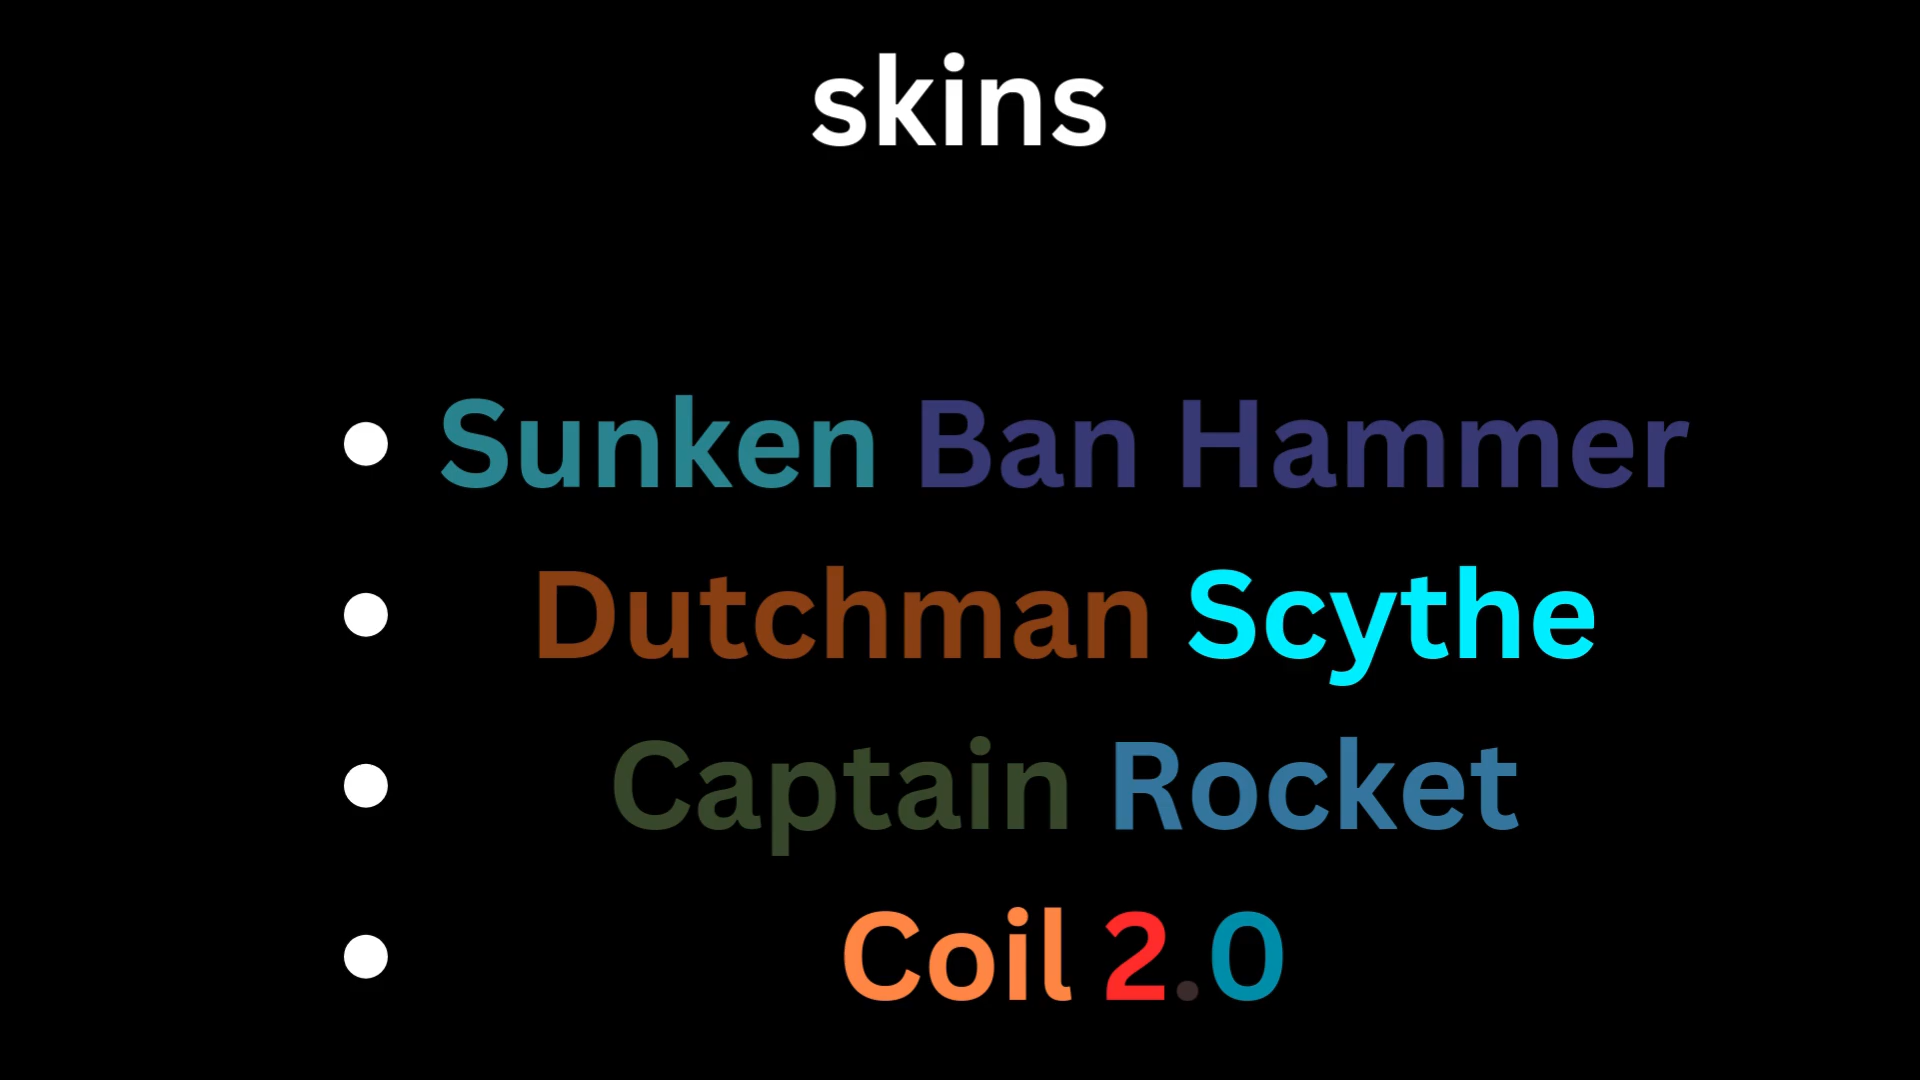 skins
• Sunken Ban Hammer
• Dutchman Scythe
• Captain Rocket
• Coil 2.0